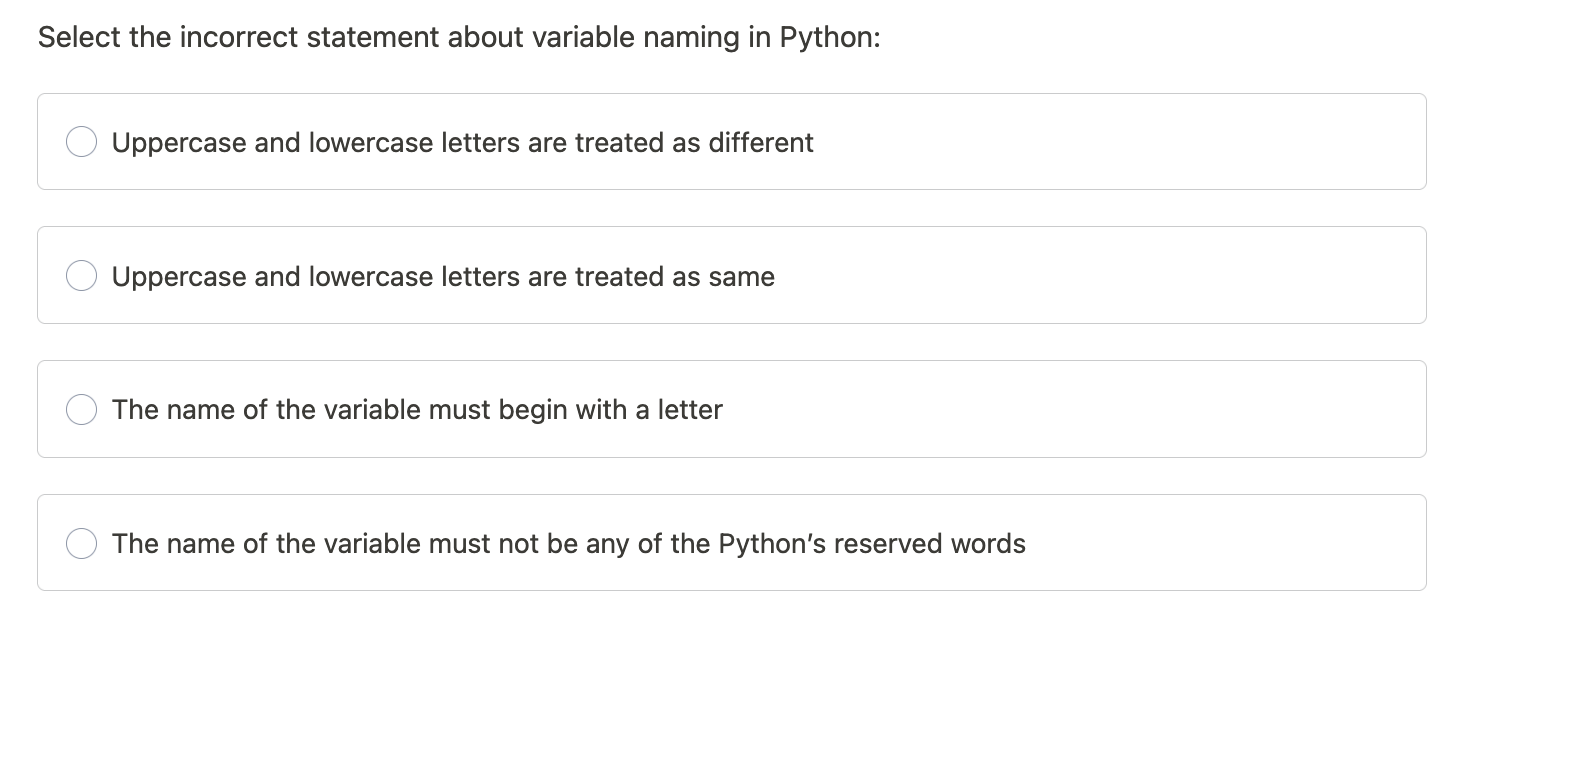 Select the incorrect statement about variable naming in Python:
Uppercase and lowercase letters are treated as different
Uppercase and lowercase letters are treated as same
The name of the variable must begin with a letter
The name of the variable must not be any of the Python’s reserved words